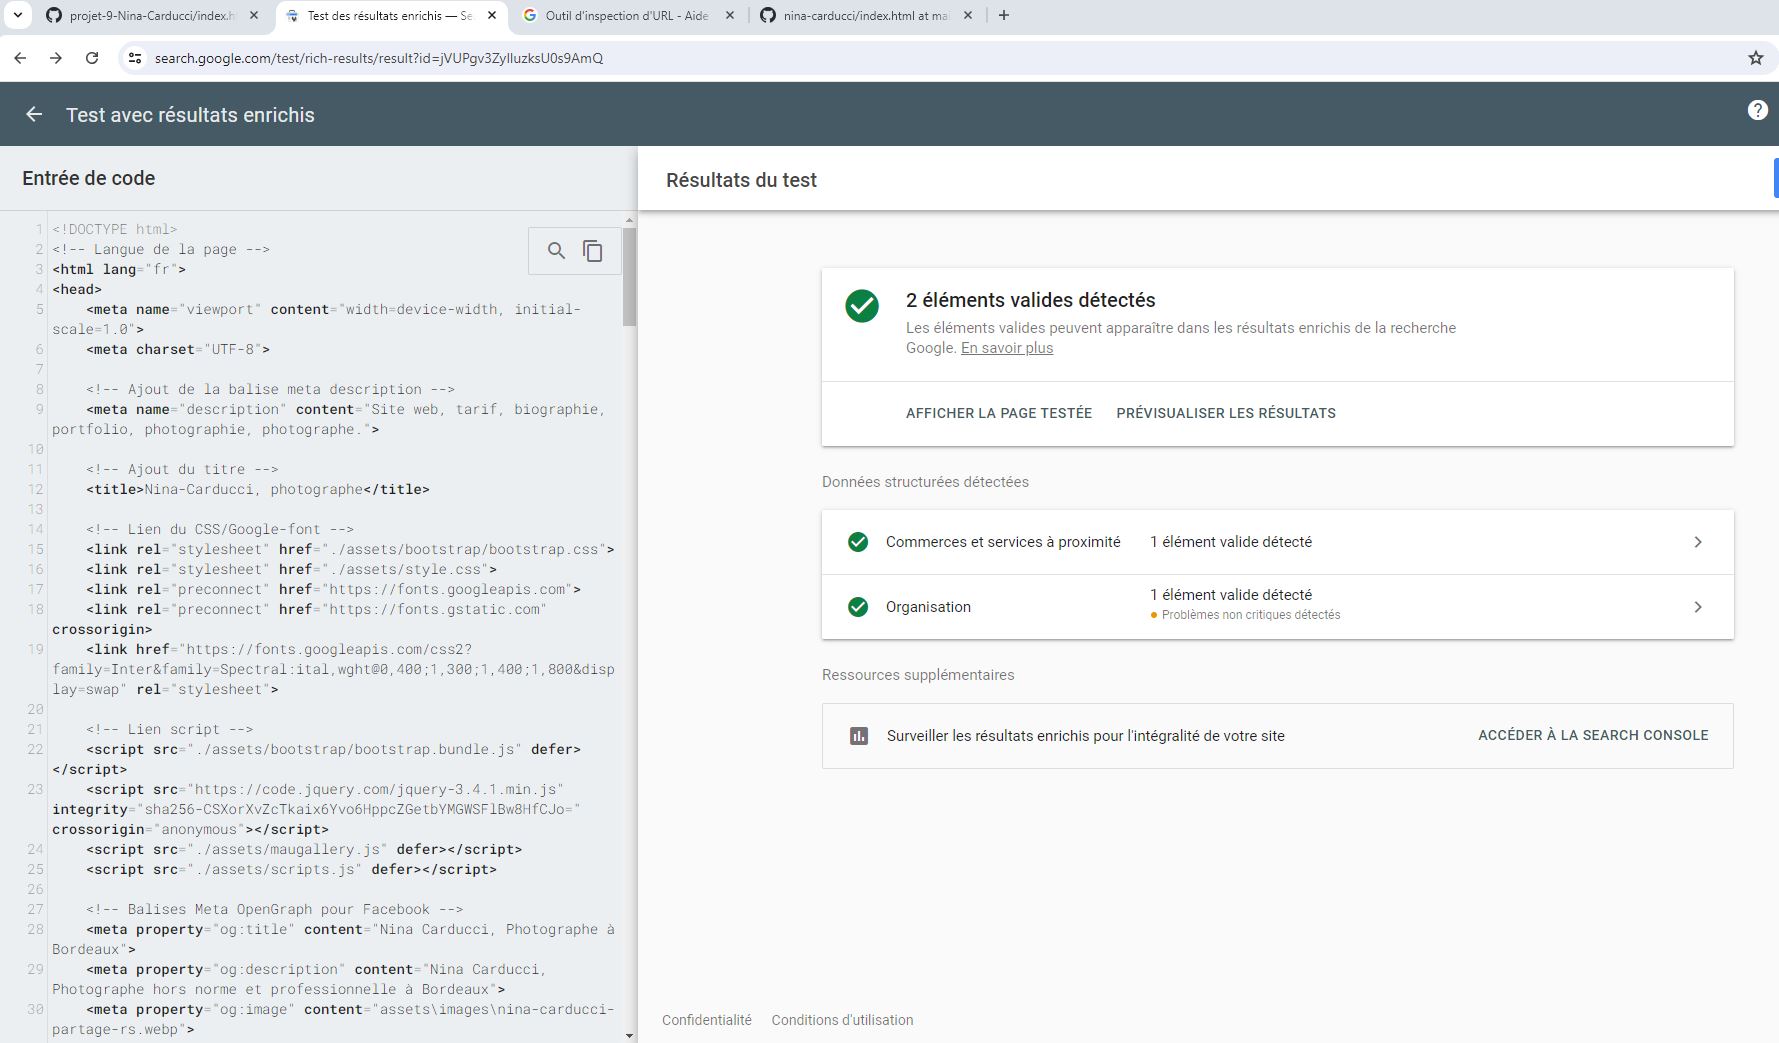 projet-9-Nina-Carducci/index.h
Test des résultats enrichis — Se
Outil d'inspection d'URL - Aide
nina-carducci/index.html at mai
search.google.com/test/rich-results/result?id=jVUPgv3ZylIuzksU0s9AmQ
Test avec résultats enrichis
Entrée de code
1 <!DOCTYPE html>
2 <!-- Langue de la page -->
3 <html lang="fr">
4 <head>
5 <meta name="viewport" content="width=device-width, initial-
scale=1.0">
6 <meta charset="UTF-8">
7
8 <!-- Ajout de la balise meta description -->
9 <meta name="description" content="Site web, tarif, biographie,
portfolio, photographie, photographe.">
10
11 <!-- Ajout du titre -->
12 <title>Nina-Carducci, photographe</title>
13
14 <!-- Lien du CSS/Google-font -->
15 <link rel="stylesheet" href="./assets/bootstrap/bootstrap.css">
16 <link rel="stylesheet" href="./assets/style.css">
17 <link rel="preconnect" href="https://fonts.googleapis.com">
18 <link rel="preconnect" href="https://fonts.gstatic.com"
crossorigin>
19 <link href="https://fonts.googleapis.com/css2?
family=Inter&family=Spectral:ital,wght@0,400;1,300;1,400;1,800&disp
lay=swap" rel="stylesheet">
20
21 <!-- Lien script -->
22 <script src="./assets/bootstrap/bootstrap.bundle.js" defer>
</script>
23 <script src="https://code.jquery.com/jquery-3.4.1.min.js"
integrity="sha256-CSXorXvZcTkaix6Yvo6HppcZGetbYMGWSFlBw8HfCJo="
crossorigin="anonymous"></script>
24 <script src="./assets/maugallery.js" defer></script>
25 <script src="./assets/scripts.js" defer></script>
26
27 <!-- Balises Meta OpenGraph pour Facebook -->
28 <meta property="og:title" content="Nina Carducci, Photographe à
Bordeaux">
29 <meta property="og:description" content="Nina Carducci,
Photographe hors norme et professionnelle à Bordeaux">
30 <meta property="og:image" content="assets\images\nina-carducci-
partage-rs.webp">
Résultats du test
2 éléments valides détectés
Les éléments valides peuvent apparaître dans les résultats enrichis de la recherche
Google. En savoir plus
AFFICHER LA PAGE TESTÉE PRÉVISUALISER LES RÉSULTATS
Données structurées détectées
Commerces et services à proximité 1 élément valide détecté
Organisation 1 élément valide détecté
Problèmes non critiques détectés
Ressources supplémentaires
Surveiller les résultats enrichis pour l'intégralité de votre site ACCÉDER À LA SEARCH CONSOLE
Confidentialité Conditions d'utilisation